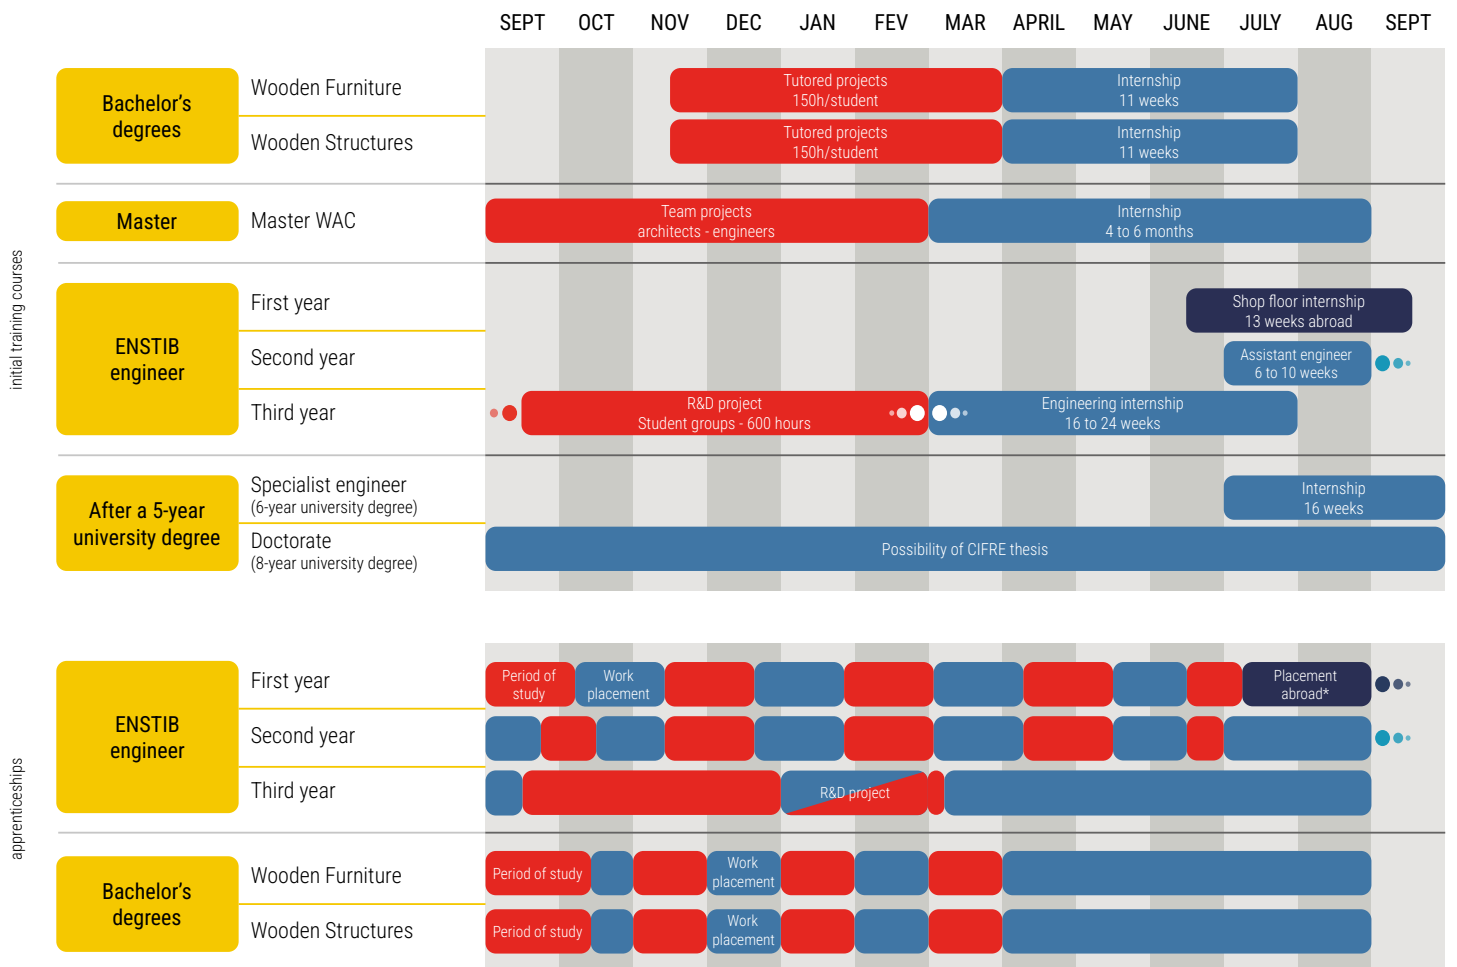 SEPT OCT NOV DEC JAN FEV MAR APRIL MAY JUNE JULY AUG SEPT
initial training courses
Bachelor's
degrees
Wooden Furniture
Tutored projects
150h/student
Internship
11 weeks
Wooden Structures
Tutored projects
150h/student
Internship
11 weeks
Master
Master WAC
Team projects
architects - engineers
Internship
4 to 6 months
ENSTIB
engineer
First year
Shop floor internship
13 weeks abroad
Second year
Assistant engineer
6 to 10 weeks
Third year
R&D project
Student groups - 600 hours
Engineering internship
16 to 24 weeks
After a 5-year
university degree
Specialist engineer
(6-year university degree)
Internship
16 weeks
Doctorate
(8-year university degree)
Possibility of CIFRE thesis
apprenticeships
ENSTIB
engineer
First year
Period of
study
Work
placement
Placement
abroad*
Second year
Third year
R&D project
Bachelor's
degrees
Wooden Furniture
Period of study
Work
placement
Wooden Structures
Period of study
Work
placement